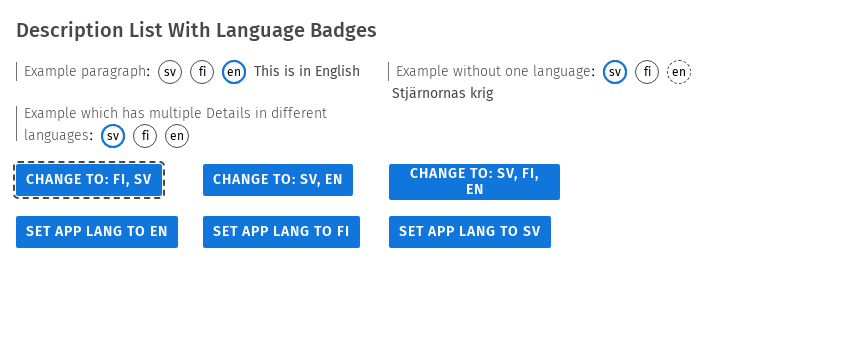 Description List With Language Badges
Example paragraph: sv fi en This is in English
Example without one language: sv fi en
Stjärnornas krig
Example which has multiple Details in different
languages: sv fi en
CHANGE TO: FI, SV
CHANGE TO: SV, EN
CHANGE TO: SV, FI,
EN
SET APP LANG TO EN
SET APP LANG TO FI
SET APP LANG TO SV